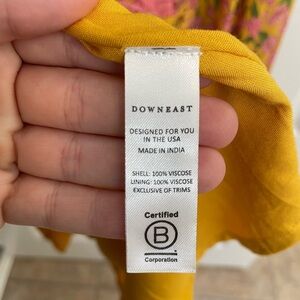 DOWNEAST
DESIGNED FOR YOU
IN THE USA
MADE IN INDIA
SHELL: 100% VISCOSE
LINING: 100% VISCOSE
EXCLUSIVE OF TRIMS
Certified
B
Corporation